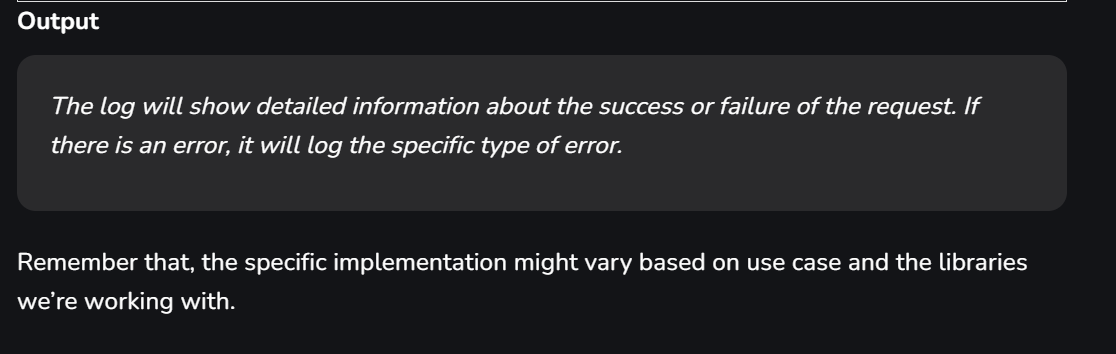 Output
The log will show detailed information about the success or failure of the request. If
there is an error, it will log the specific type of error.
Remember that, the specific implementation might vary based on use case and the libraries
we’re working with.